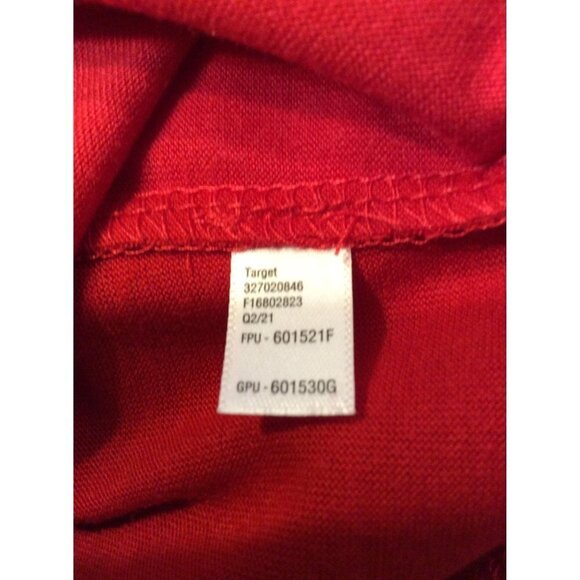 Target
327020846
F16802823
Q2/21
FPU - 601521F
GPU - 601530G